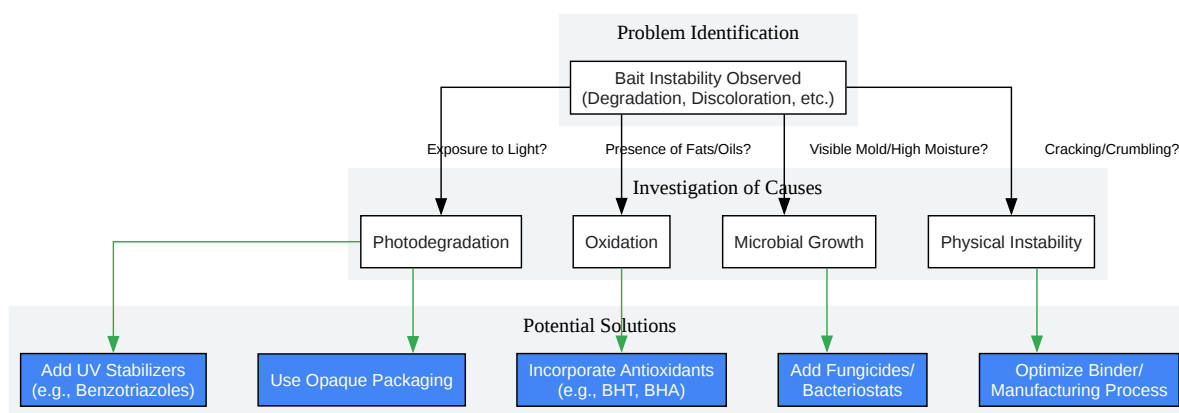 Problem Identification
Bait Instability Observed
(Degradation, Discoloration, etc.)
Exposure to Light?
Presence of Fats/Oils?
Visible Mold/High Moisture?
Cracking/Crumbling?
Investigation of Causes
Photodegradation
Oxidation
Microbial Growth
Physical Instability
Potential Solutions
Add UV Stabilizers
(e.g., Benzotriazoles)
Use Opaque Packaging
Incorporate Antioxidants
(e.g., BHT, BHA)
Add Fungicides/
Bacteriostats
Optimize Binder/
Manufacturing Process